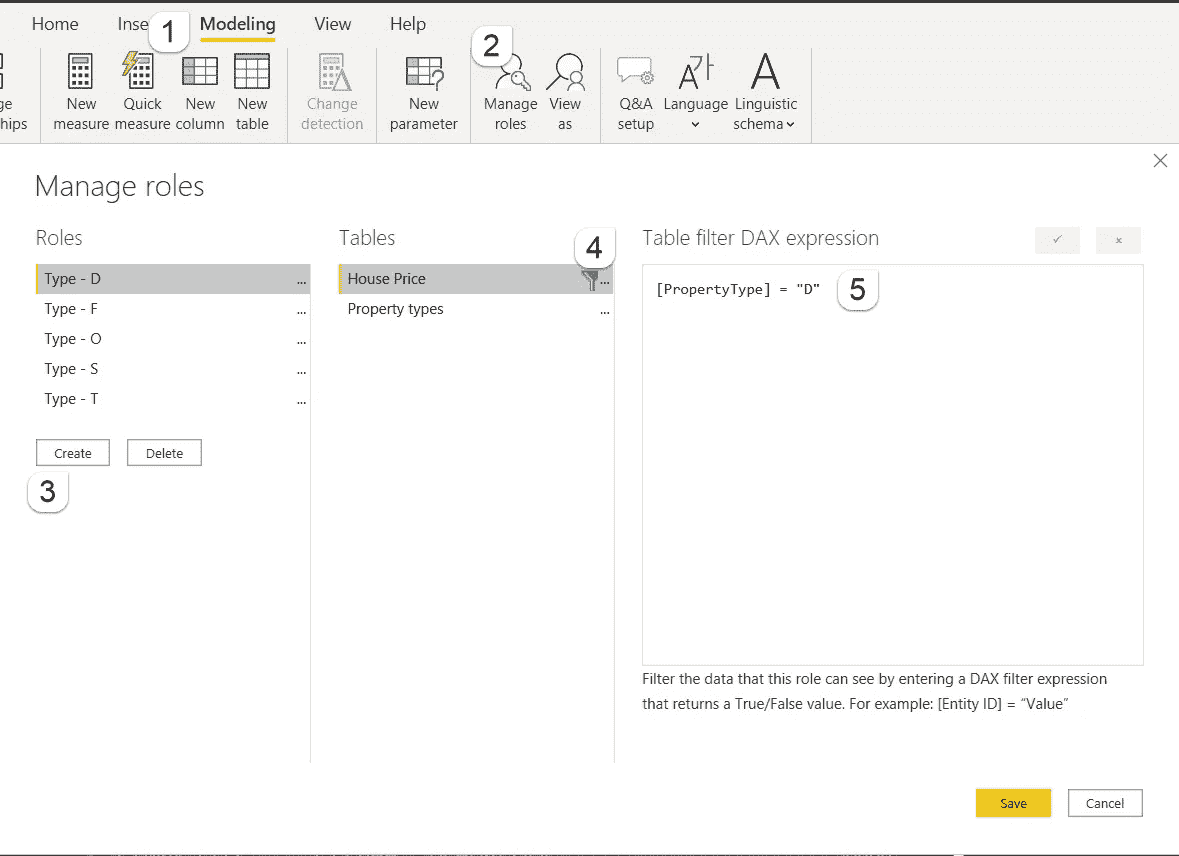 Home Inse 1 Modeling View Help
2
ge New Quick New New Change New Manage View Q&A Language Linguistic
hips measure measure column table detection parameter roles as setup schema
Manage roles
Roles Tables 4 Table filter DAX expression
Type - D ... House Price ... [PropertyType] = "D" 5
Type - F ... Property types ...
Type - O ...
Type - S ...
Type - T ...
Create Delete
3
Filter the data that this role can see by entering a DAX filter expression
that returns a True/False value. For example: [Entity ID] = “Value”
Save Cancel